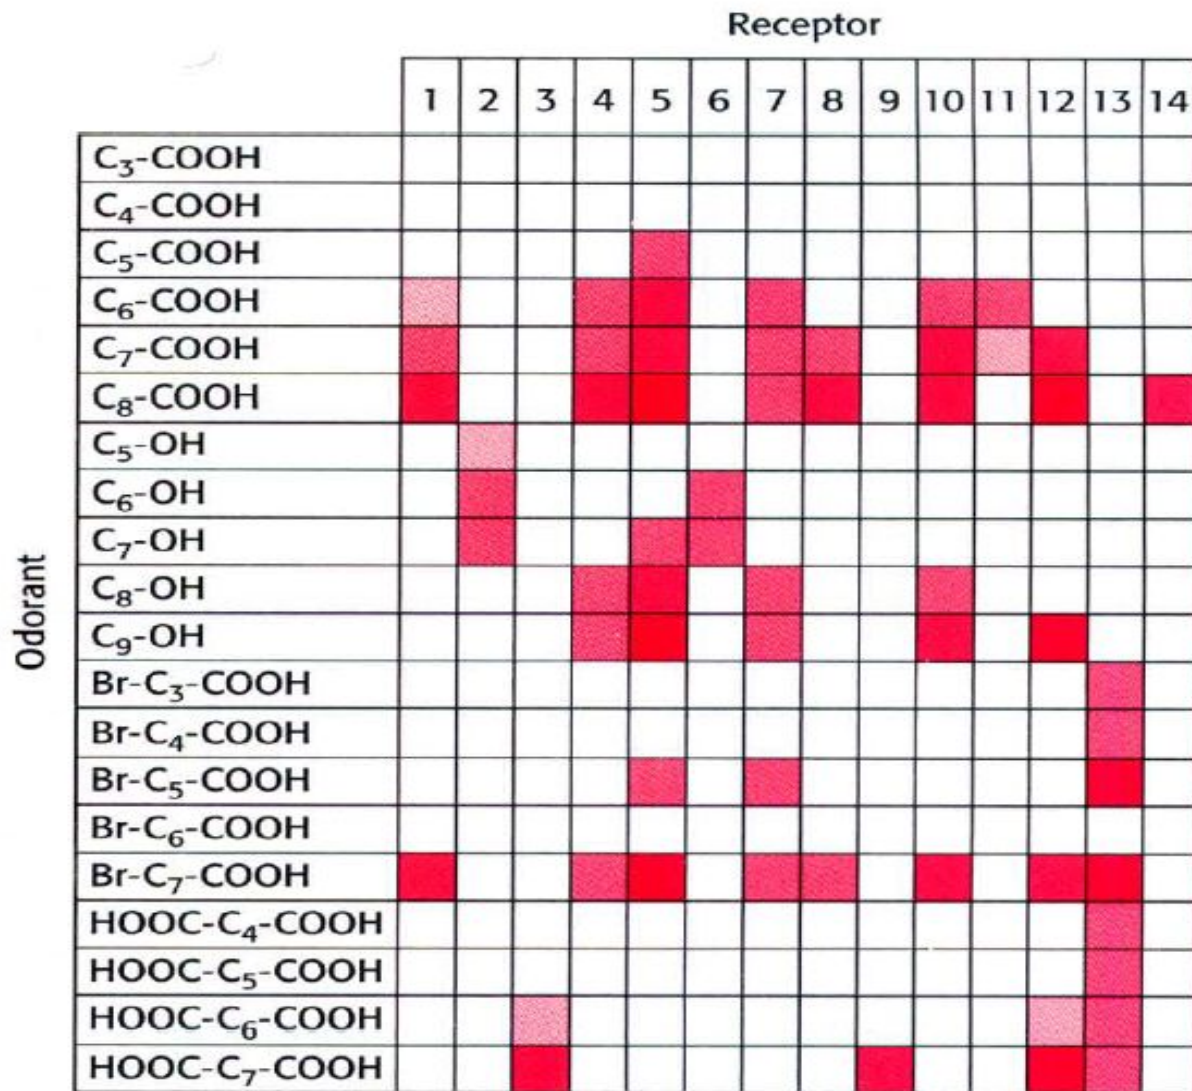 Receptor
1 2 3 4 5 6 7 8 9 10 11 12 13 14
Odorant
C₃-COOH
C₄-COOH
C₅-COOH
C₆-COOH
C₇-COOH
C₈-COOH
C₅-OH
C₆-OH
C₇-OH
C₈-OH
C₉-OH
Br-C₃-COOH
Br-C₄-COOH
Br-C₅-COOH
Br-C₆-COOH
Br-C₇-COOH
HOOC-C₄-COOH
HOOC-C₅-COOH
HOOC-C₆-COOH
HOOC-C₇-COOH